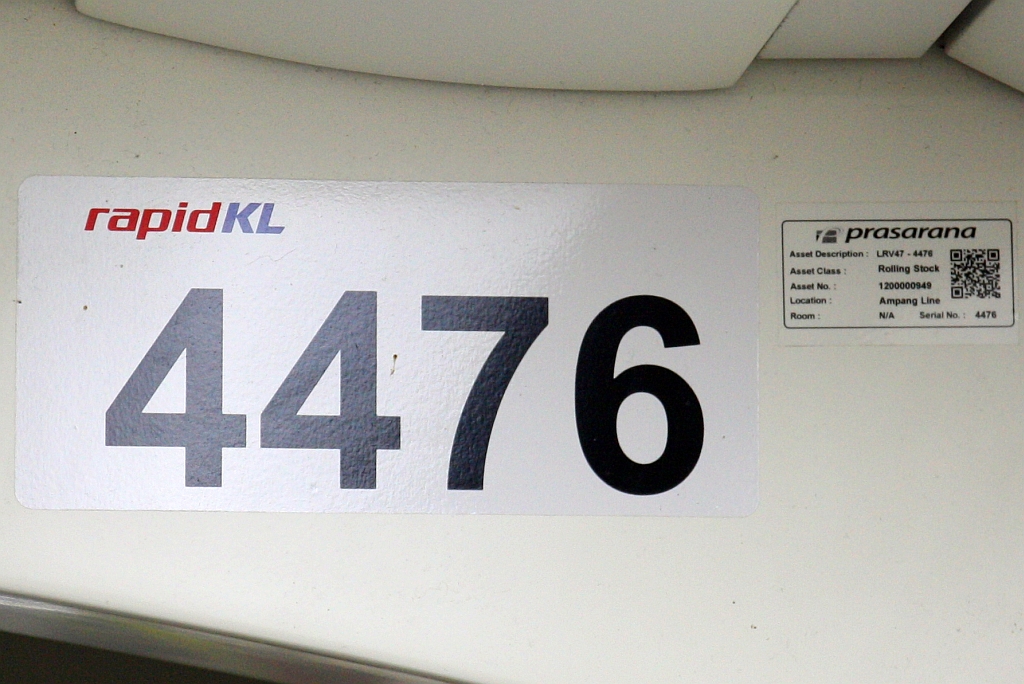 rapidKL
4476
prasarana
Asset Description : LRV47 - 4476
Asset Class : Rolling Stock
Asset No. : 1200000949
Location : Ampang Line
Room : N/A Serial No. : 4476